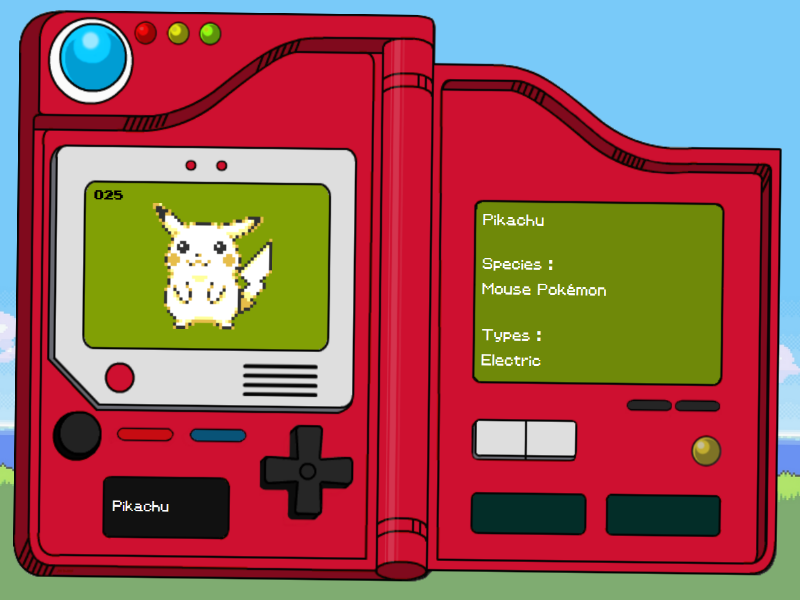 025
Pikachu
Pikachu
Species :
Mouse Pokémon
Types :
Electric